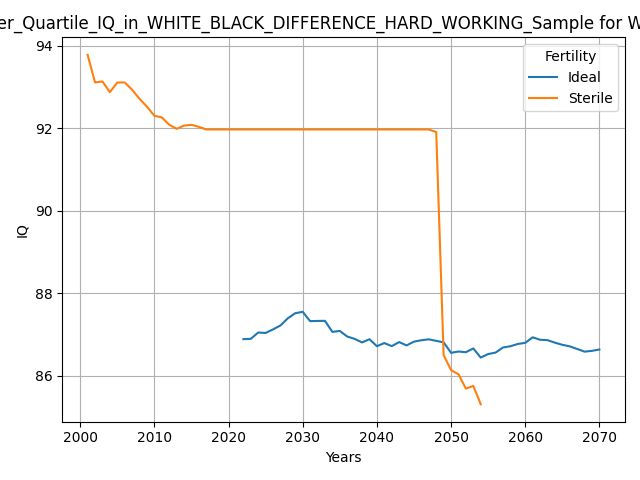 er_Quartile_IQ_in_WHITE_BLACK_DIFFERENCE_HARD_WORKING_Sample for W
94
92
90
88
86
IQ
Fertility
Ideal
Sterile
2000 2010 2020 2030 2040 2050 2060 2070
Years